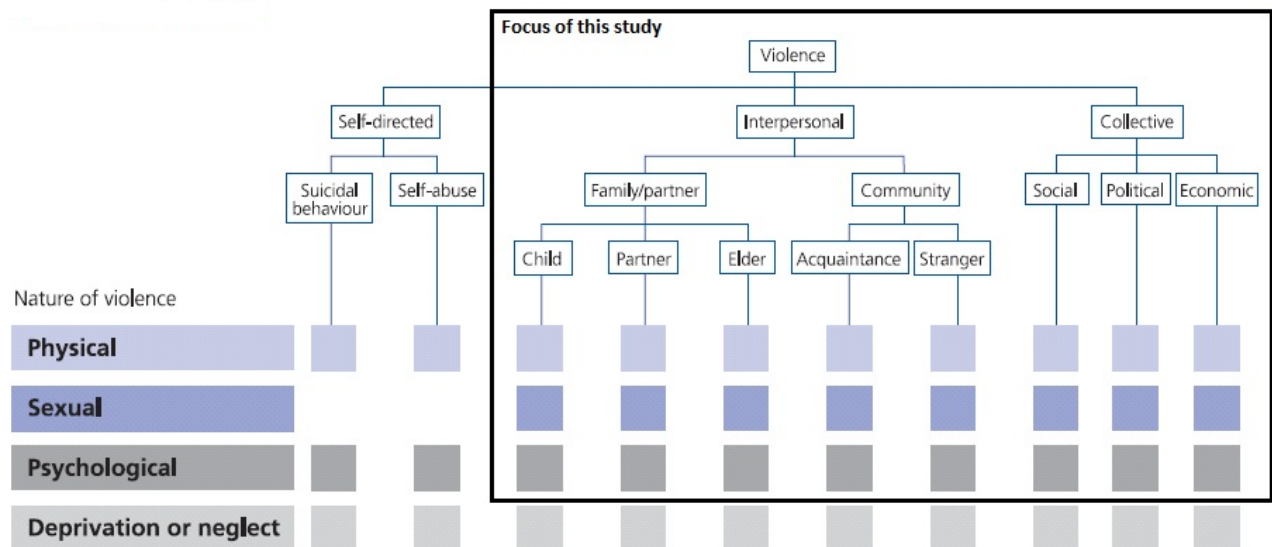 Focus of this study
Violence
Self-directed
Interpersonal
Collective
Suicidal
behaviour
Self-abuse
Family/partner
Community
Social
Political
Economic
Child
Partner
Elder
Acquaintance
Stranger
Nature of violence
Physical
Sexual
Psychological
Deprivation or neglect